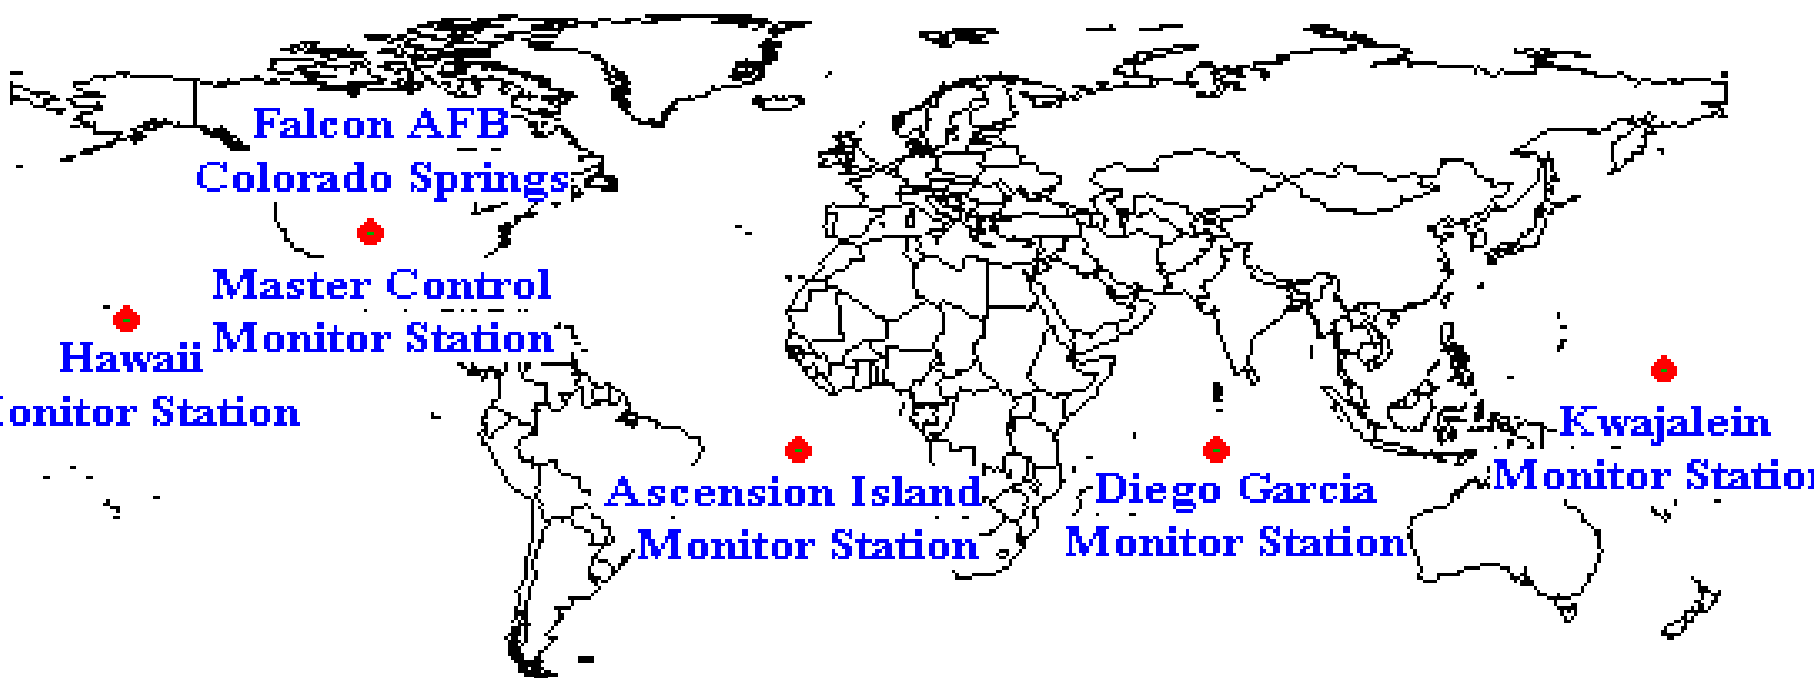 Falcon AFB
Colorado Springs
Master Control
Monitor Station
Hawaii
onitor Station
Ascension Island
Monitor Station
Diego Garcia
Monitor Station
Kwajalein
Monitor Station